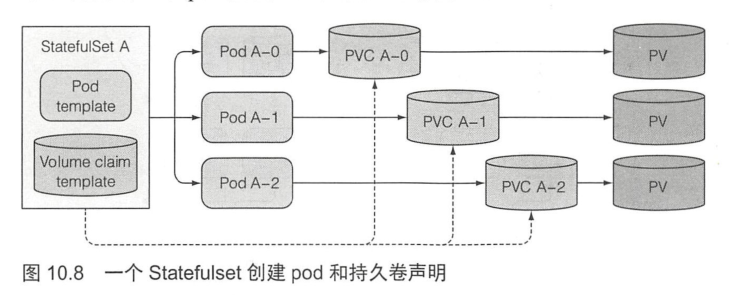 StatefulSet A
Pod
template
Volume claim
template
Pod A–0
PVC A–0
PV
Pod A–1
PVC A–1
PV
Pod A–2
PVC A–2
PV
图 10.8 一个 Statefulset 创建 pod 和持久卷声明